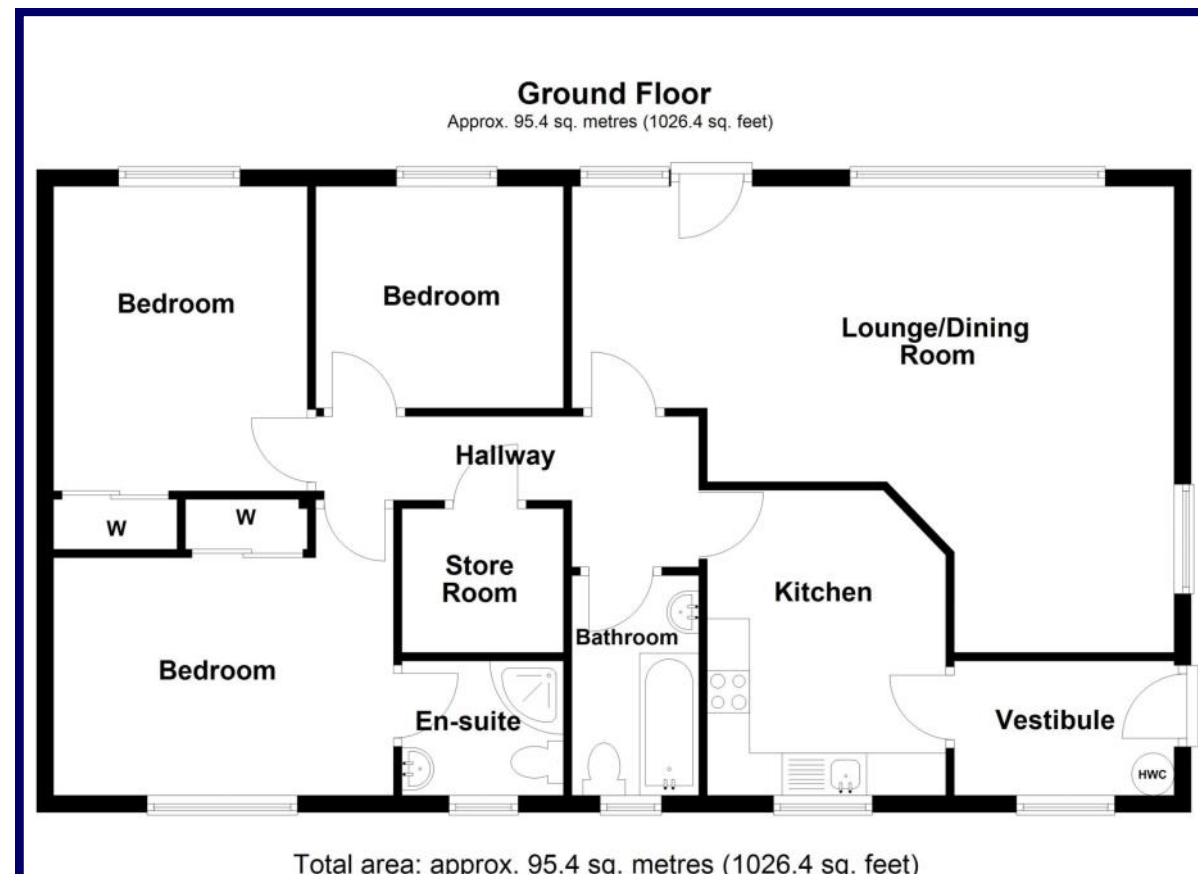 Ground Floor
Approx. 95.4 sq. metres (1026.4 sq. feet)
Bedroom
Bedroom
Lounge/Dining
Room
Hallway
W
W
Store
Room
Kitchen
Bathroom
Bedroom
En-suite
Vestibule
HWC
Total area: approx. 95.4 sq. metres (1026.4 sq. feet)